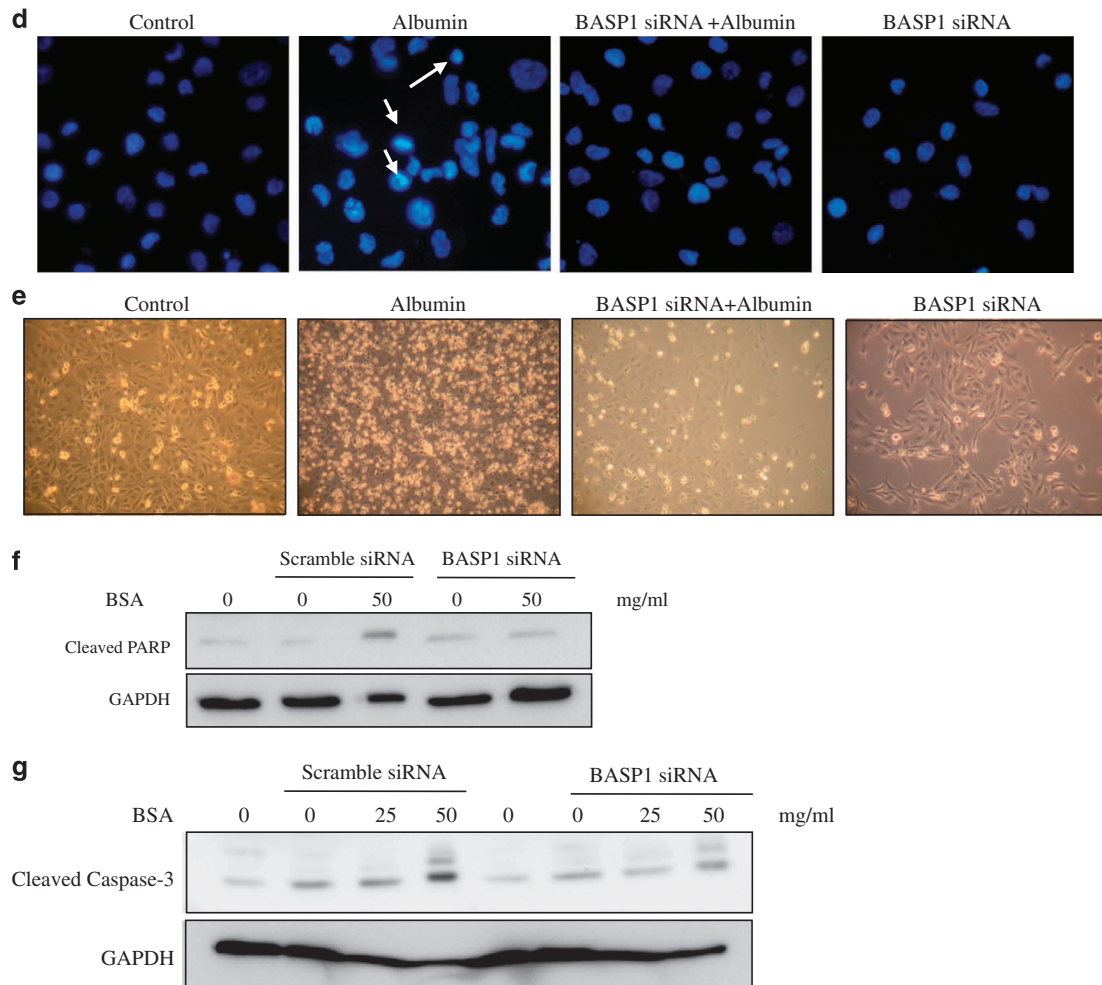 d
Control Albumin BASP1 siRNA +Albumin BASP1 siRNA
e
Control Albumin BASP1 siRNA+Albumin BASP1 siRNA
f
Scramble siRNA BASP1 siRNA
BSA 0 0 50 0 50 mg/ml
Cleaved PARP
GAPDH
g
Scramble siRNA BASP1 siRNA
BSA 0 0 25 50 0 0 25 50 mg/ml
Cleaved Caspase-3
GAPDH